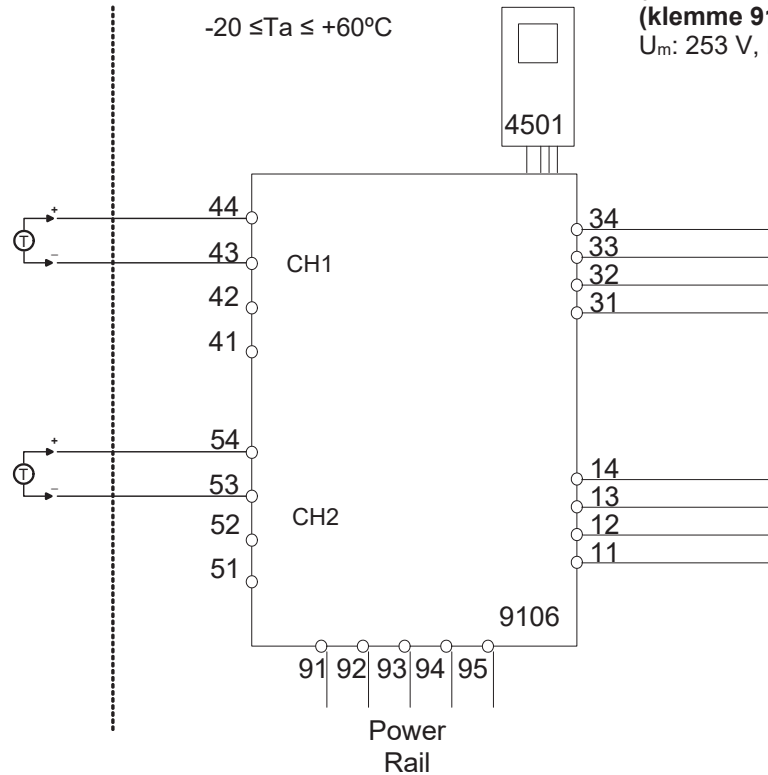 -20 ≤Ta ≤ +60ºC
(klemme 91
Um: 253 V,
4501
44
+
T
−
43
CH1
42
41
34
33
32
31
54
+
T
−
53
CH2
52
51
14
13
12
11
9106
91 92 93 94 95
Power
Rail